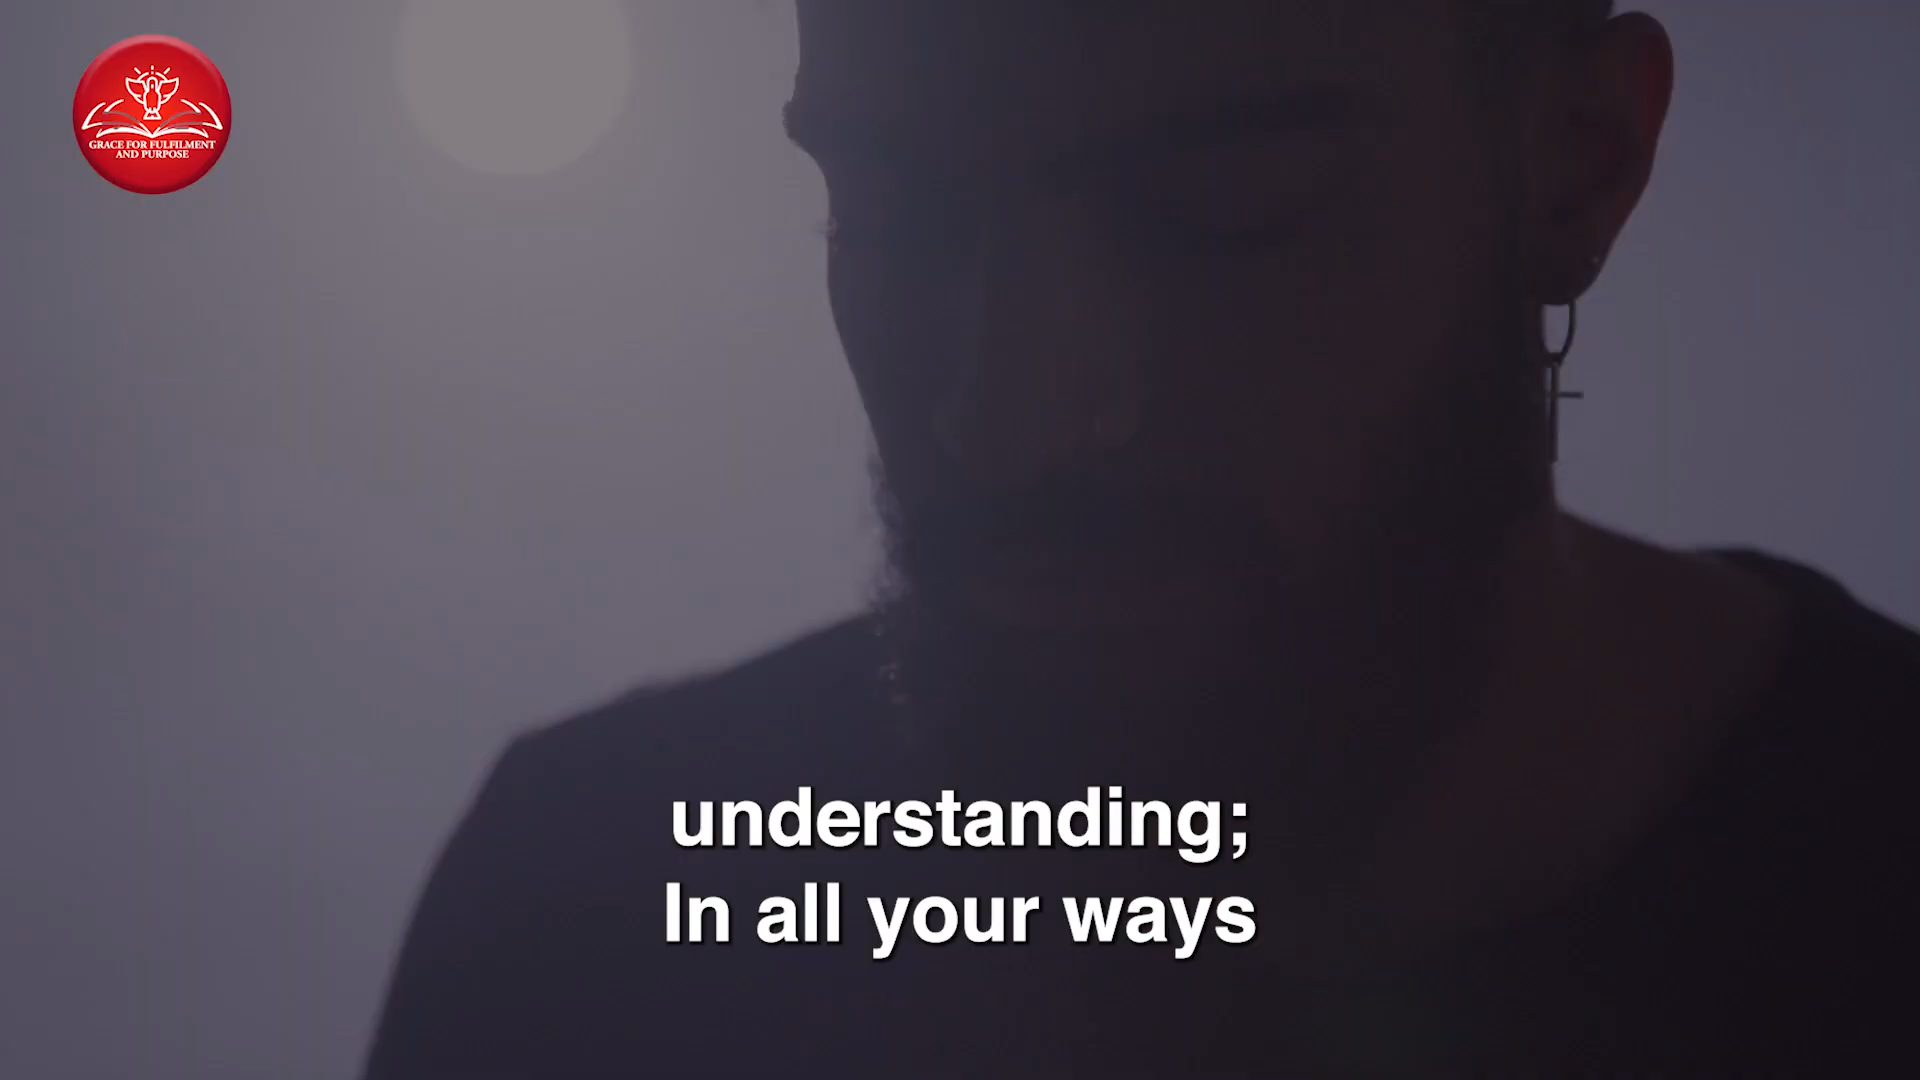 GRACE FOR FULFILMENT
AND PURPOSE
understanding;
In all your ways